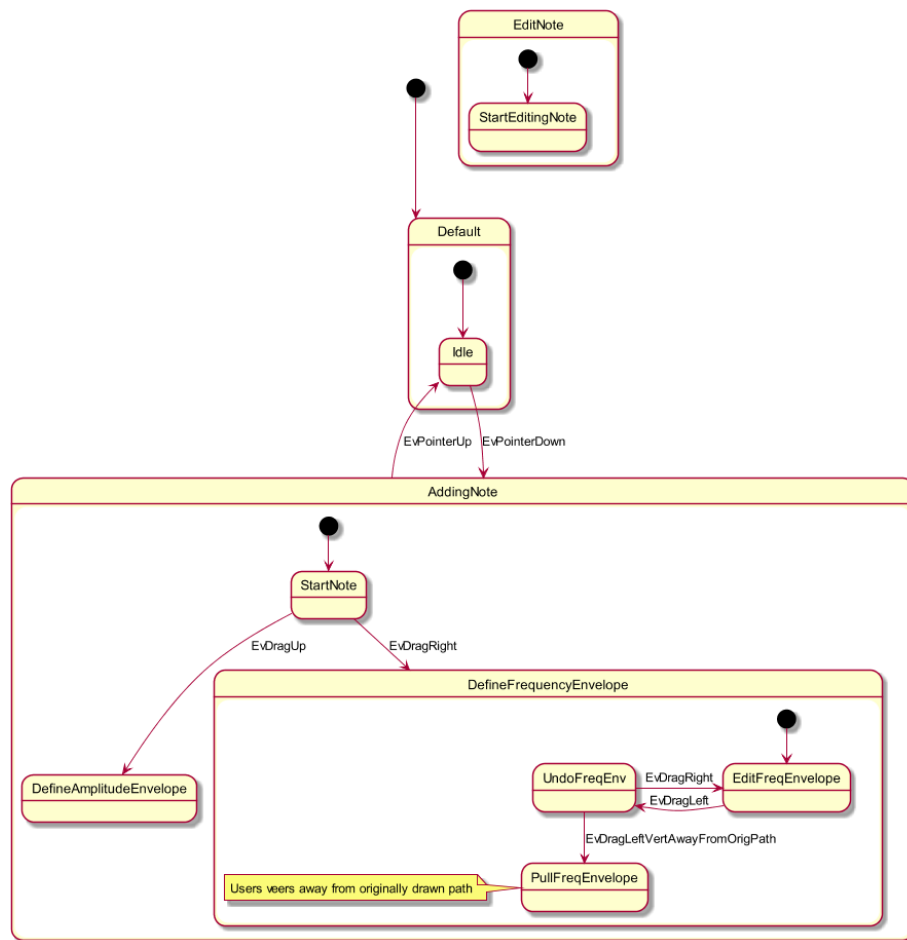 EditNote
StartEditingNote
Default
Idle
EvPointerUp
EvPointerDown
AddingNote
StartNote
EvDragUp
EvDragRight
DefineFrequencyEnvelope
DefineAmplitudeEnvelope
UndoFreqEnv
EvDragRight
EvDragLeft
EditFreqEnvelope
EvDragLeftVertAwayFromOrigPath
Users veers away from originally drawn path
PullFreqEnvelope